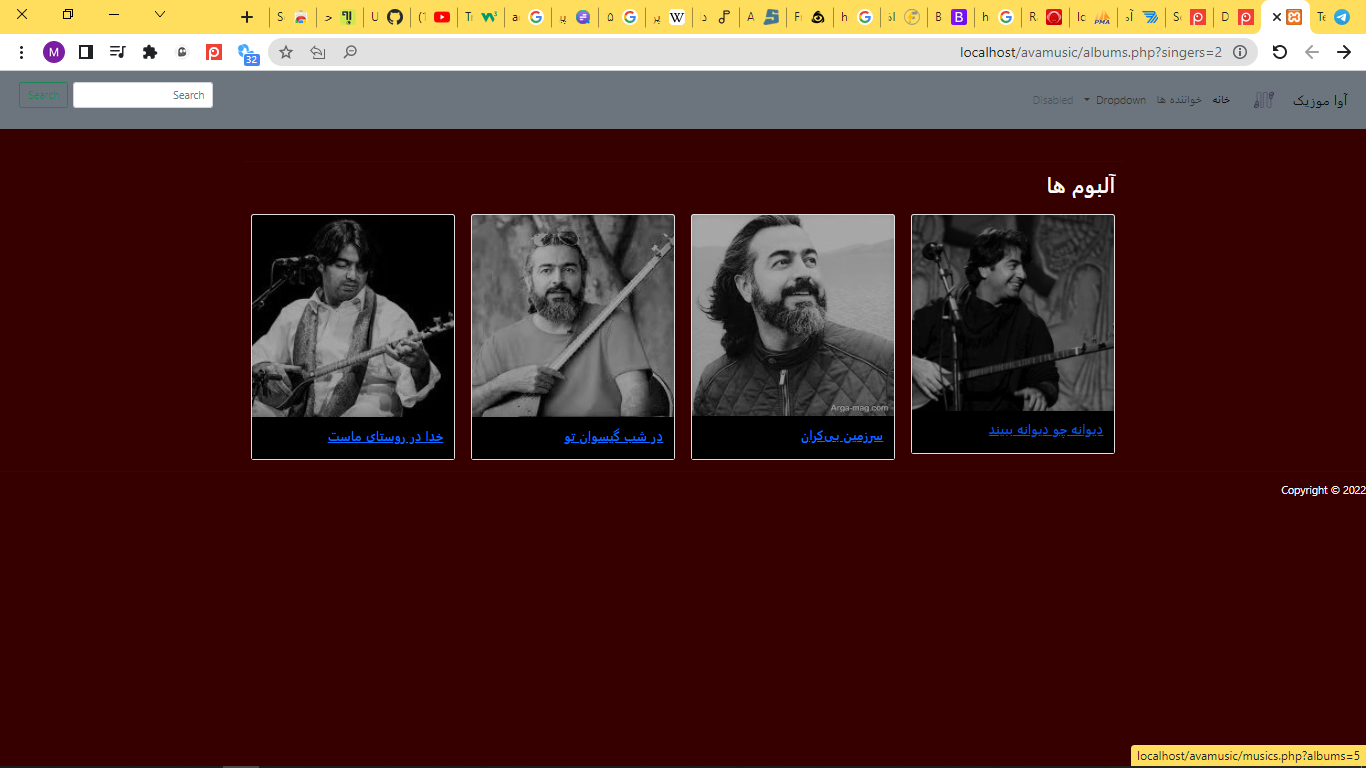 localhost/avamusic/albums.php?singers=2
32
M
آوا موزیک
خانه
خواننده ها
Dropdown
Disabled
Search
Search
آلبوم ها
دیوانه چو دیوانه ببیند
سرزمین بی‌کران
در شب گیسوان تو
خدا در روستای ماست
Arga-mag.com
Copyright © 2022
localhost/avamusic/musics.php?albums=5